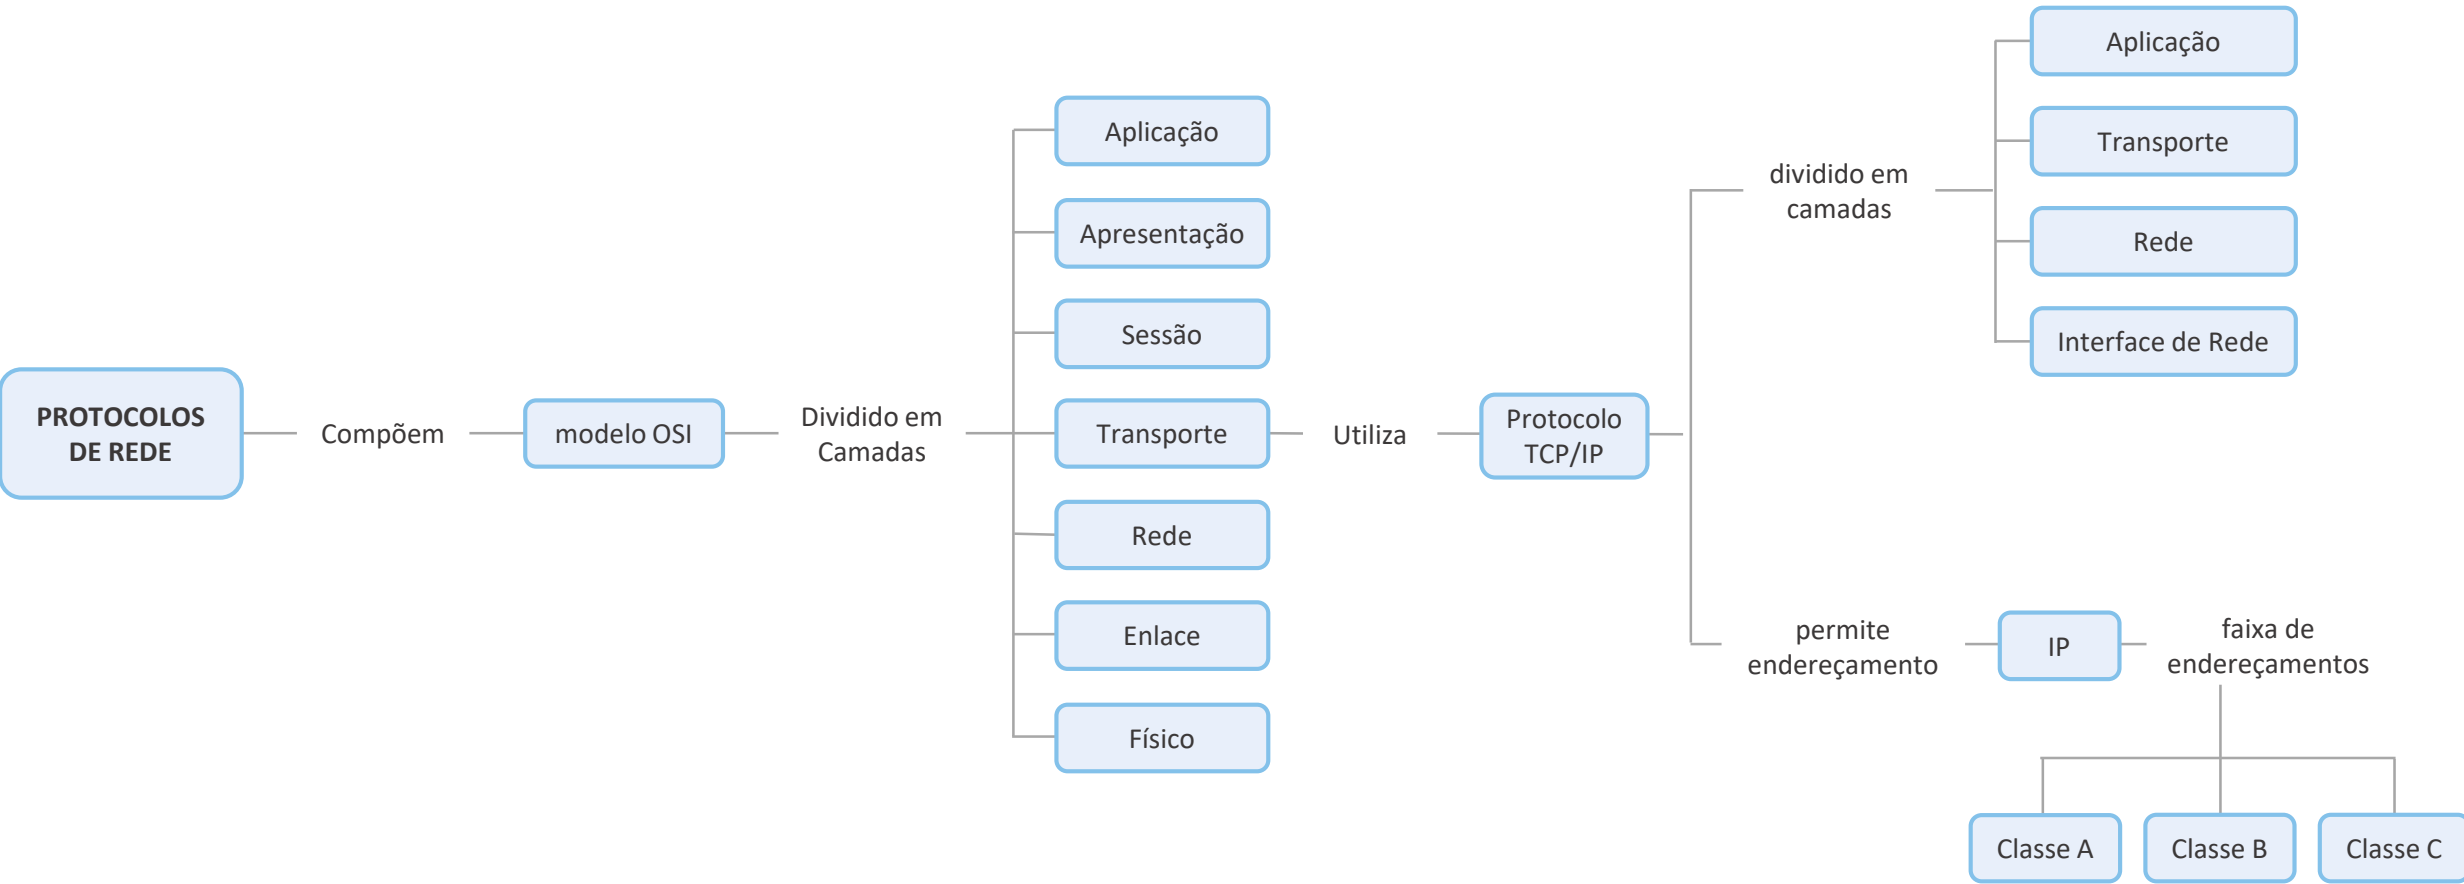 PROTOCOLOS
DE REDE
Compõem
modelo OSI
Dividido em
Camadas
Aplicação
Apresentação
Sessão
Transporte
Rede
Enlace
Físico
Utiliza
Protocolo
TCP/IP
dividido em
camadas
Aplicação
Transporte
Rede
Interface de Rede
permite
endereçamento
IP
faixa de
endereçamentos
Classe A
Classe B
Classe C